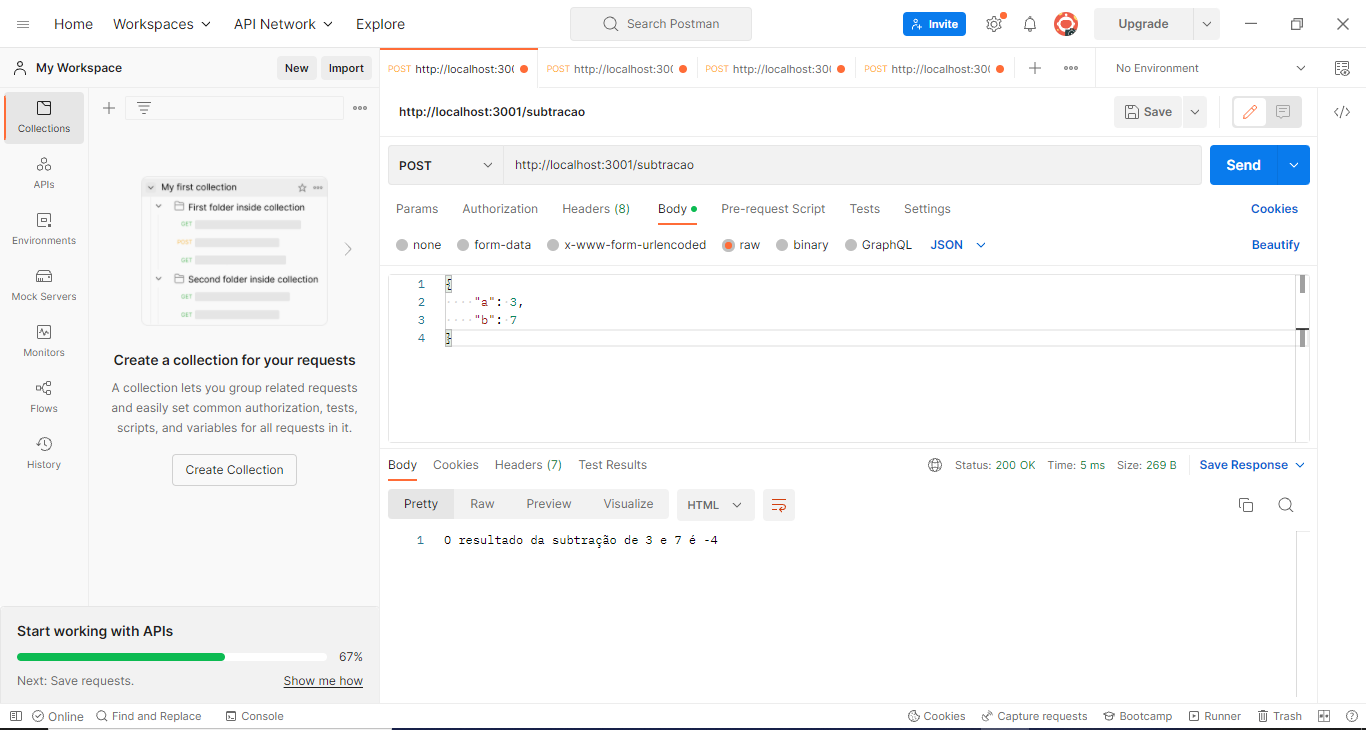 Home Workspaces API Network Explore Search Postman Invite Upgrade
My Workspace New Import
POST http://localhost:300 POST http://localhost:300 POST http://localhost:300 POST http://localhost:300 No Environment
Collections
APIs
Environments
Mock Servers
Monitors
Flows
History
My first collection
First folder inside collection
GET
POST
GET
Second folder inside collection
GET
GET
Create a collection for your requests
A collection lets you group related requests
and easily set common authorization, tests,
scripts, and variables for all requests in it.
Create Collection
Start working with APIs
67%
Next: Save requests. Show me how
http://localhost:3001/subtracao Save
POST http://localhost:3001/subtracao Send
Params Authorization Headers (8) Body Pre-request Script Tests Settings Cookies
none form-data x-www-form-urlencoded raw binary GraphQL JSON Beautify
1 {
2 "a": 3,
3 "b": 7
4 }
Body Cookies Headers (7) Test Results Status: 200 OK Time: 5 ms Size: 269 B Save Response
Pretty Raw Preview Visualize HTML
1 O resultado da subtração de 3 e 7 é -4
Online Find and Replace Console Cookies Capture requests Bootcamp Runner Trash